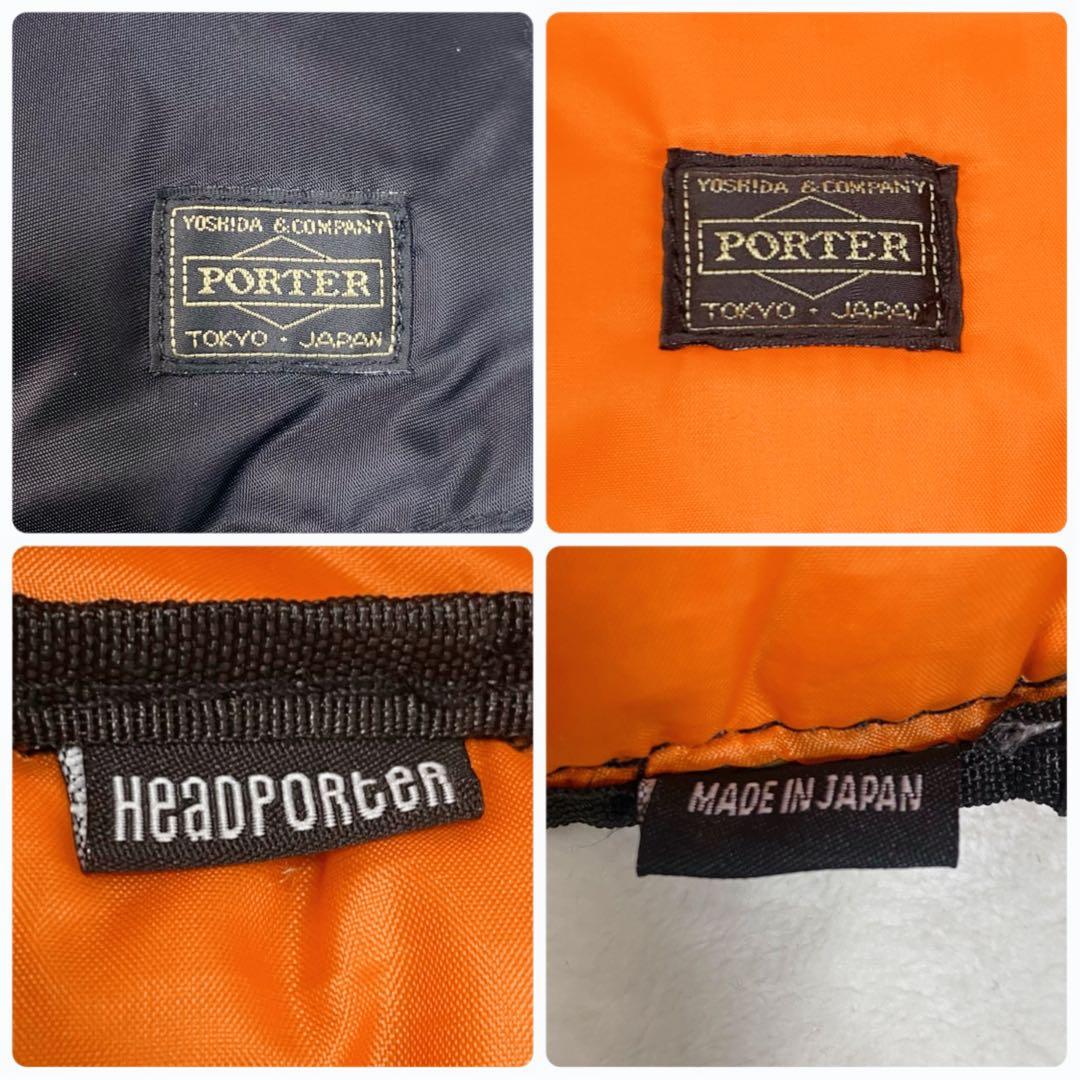 YOSHIDA & COMPANY
PORTER
TOKYO · JAPAN
YOSHIDA & COMPANY
PORTER
TOKYO · JAPAN
HeADPORteR
MADE IN JAPAN